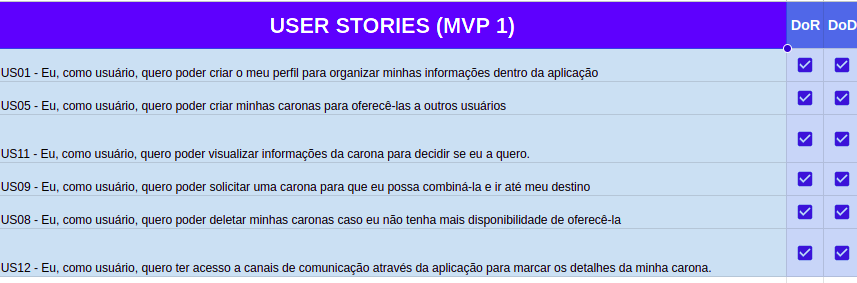 USER STORIES (MVP 1) DoR DoD
US01 - Eu, como usuário, quero poder criar o meu perfil para organizar minhas informações dentro da aplicação
US05 - Eu, como usuário, quero poder criar minhas caronas para oferecê-las a outros usuários
US11 - Eu, como usuário, quero poder visualizar informações da carona para decidir se eu a quero.
US09 - Eu, como usuário, quero poder solicitar uma carona para que eu possa combiná-la e ir até meu destino
US08 - Eu, como usuário, quero poder deletar minhas caronas caso eu não tenha mais disponibilidade de oferecê-la
US12 - Eu, como usuário, quero ter acesso a canais de comunicação através da aplicação para marcar os detalhes da minha carona.